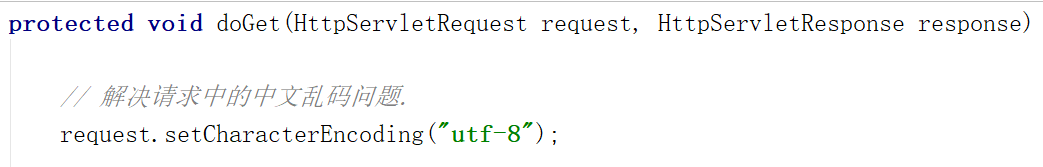 protected void doGet(HttpServletRequest request, HttpServletResponse response)
// 解决请求中的中文乱码问题.
request.setCharacterEncoding("utf-8");